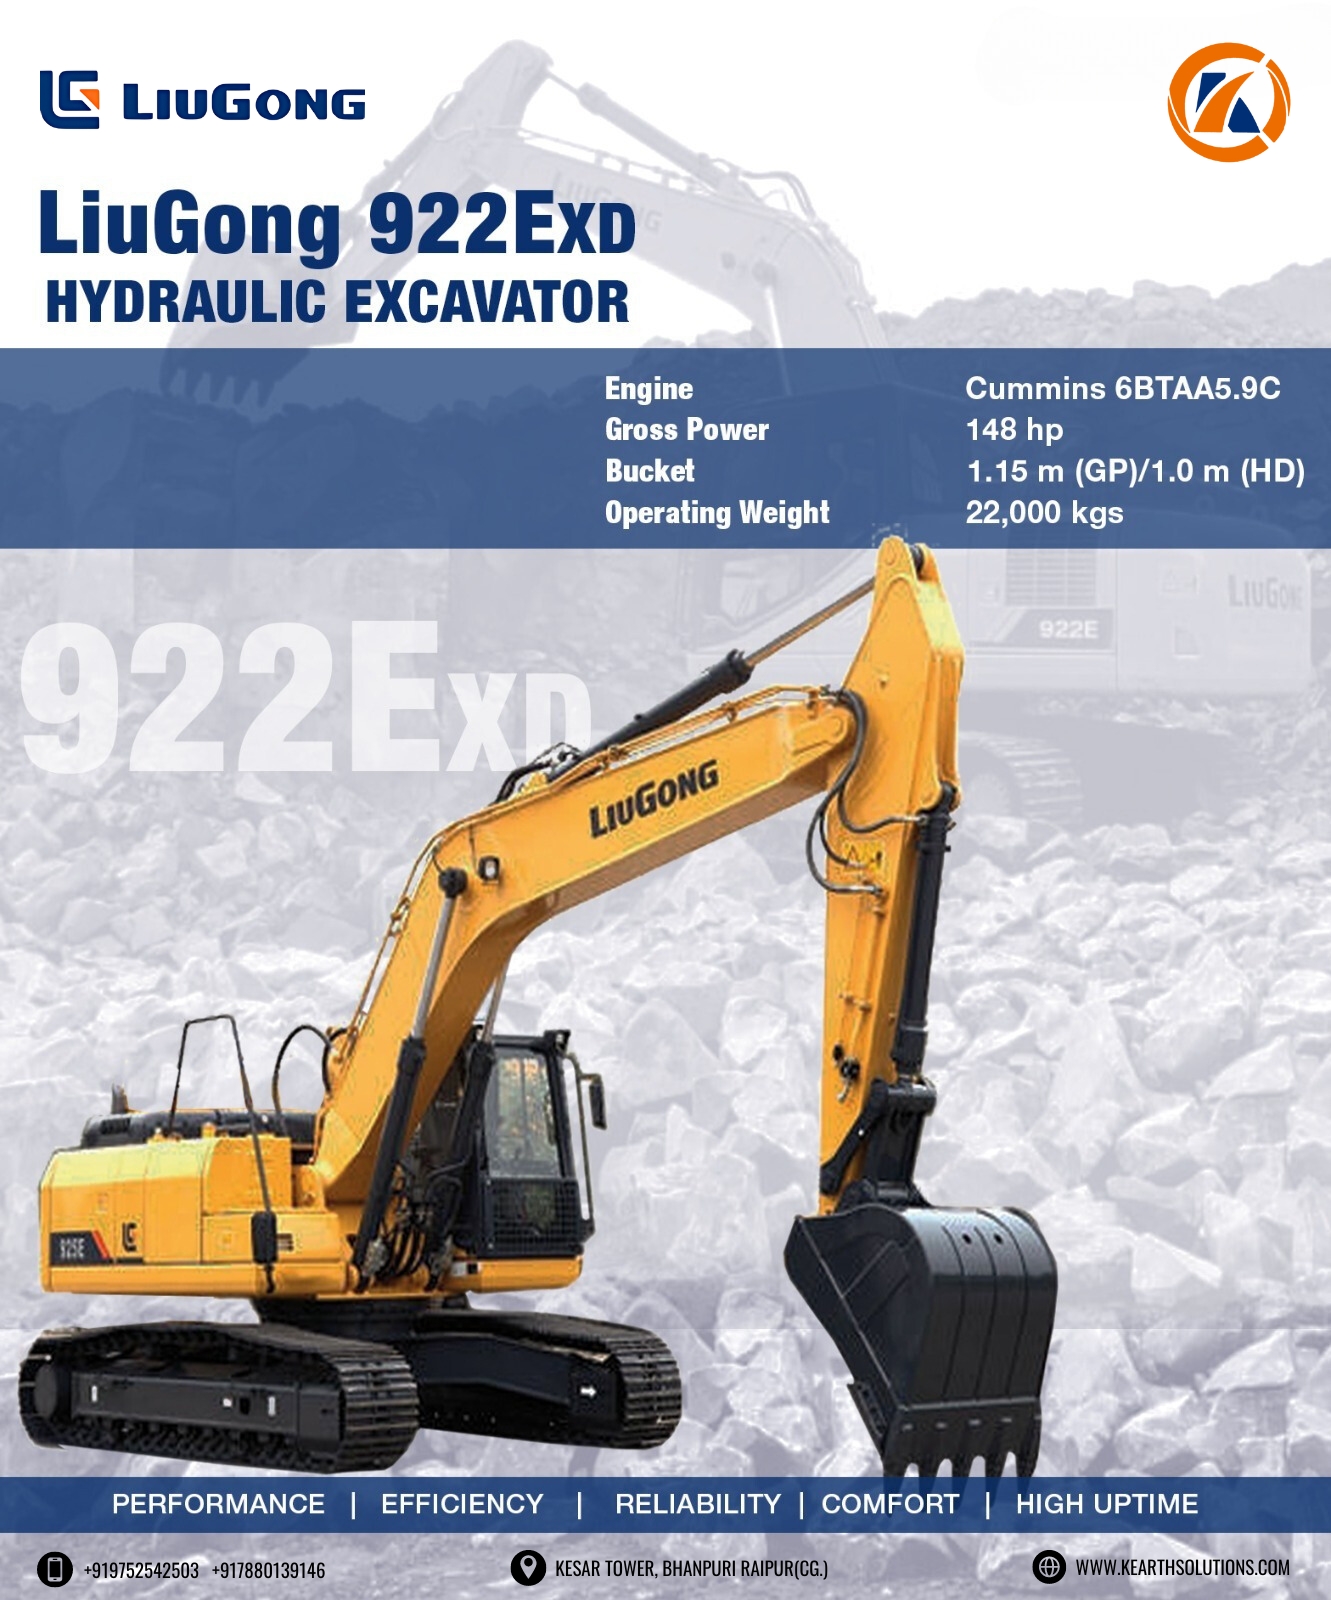 LIUGONG
LiuGong 922EXD
HYDRAULIC EXCAVATOR
Engine Cummins 6BTAA5.9C
Gross Power 148 hp
Bucket 1.15 m (GP)/1.0 m (HD)
Operating Weight 22,000 kgs
LIUGONG
922E
922EXD
LIUGONG
925E
PERFORMANCE | EFFICIENCY | RELIABILITY | COMFORT | HIGH UPTIME
+919752542503 +917880139146 KESAR TOWER, BHANPURI RAIPUR(CG.) WWW.KEARTHSOLUTIONS.COM